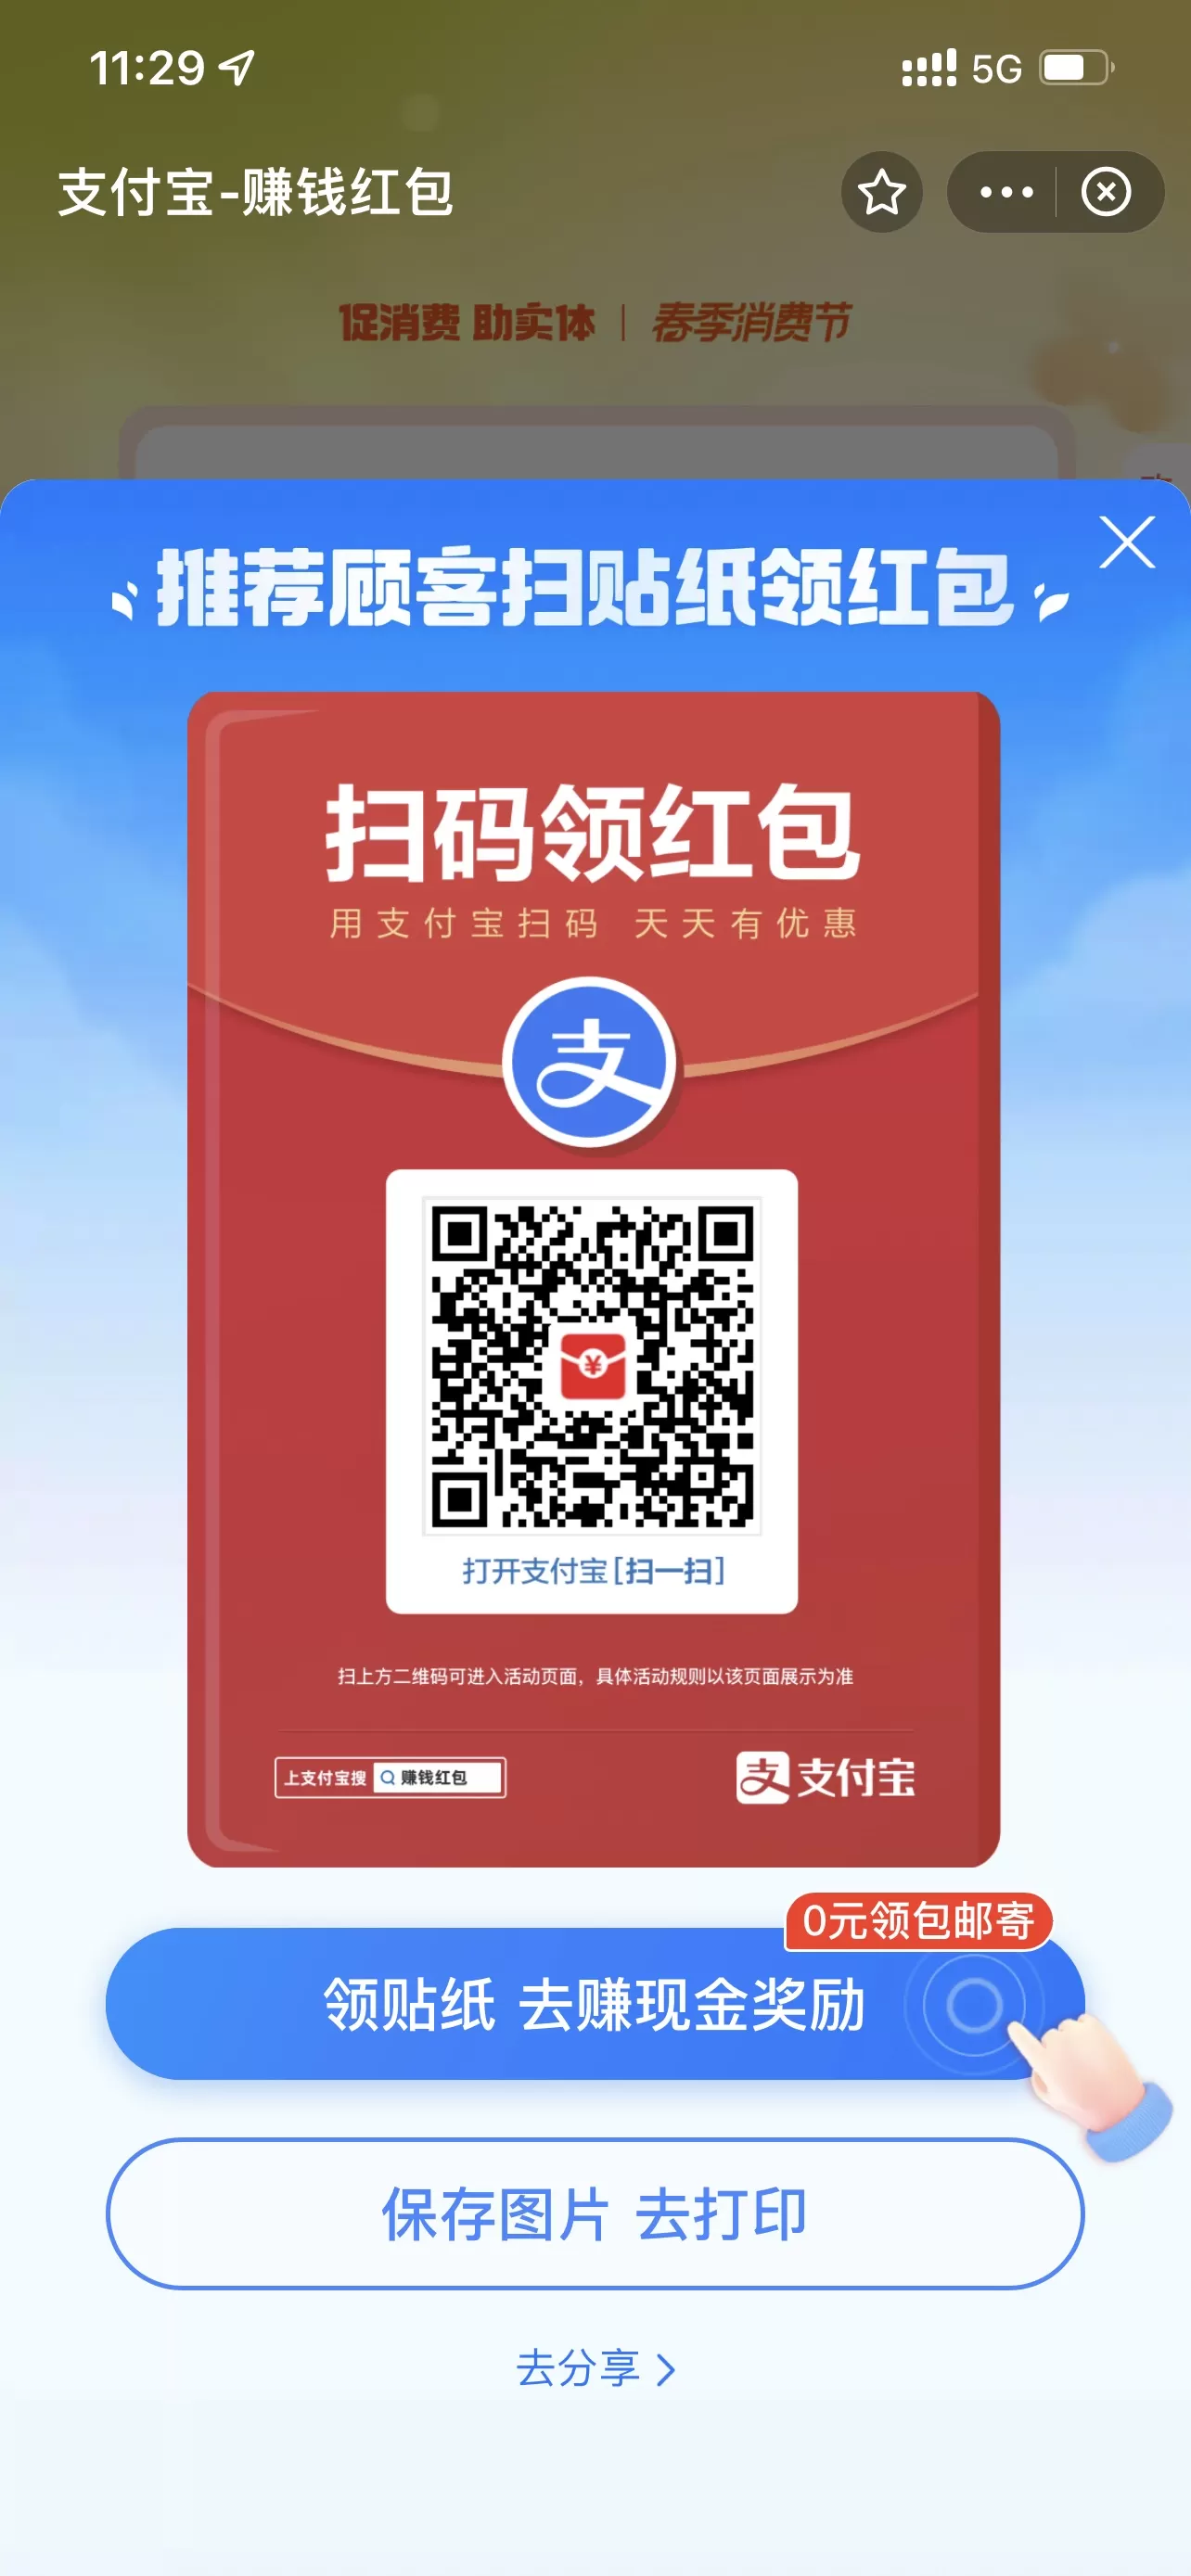 11:29
5G
支付宝-赚钱红包
促消费 助实体 | 春季消费节
推荐顾客扫贴纸领红包
扫码领红包
用支付宝扫码 天天有优惠
支
¥
打开支付宝[扫一扫]
扫上方二维码可进入活动页面，具体活动规则以该页面展示为准
上支付宝搜 赚钱红包
支 支付宝
0元领包邮寄
领贴纸 去赚现金奖励
保存图片 去打印
去分享 >